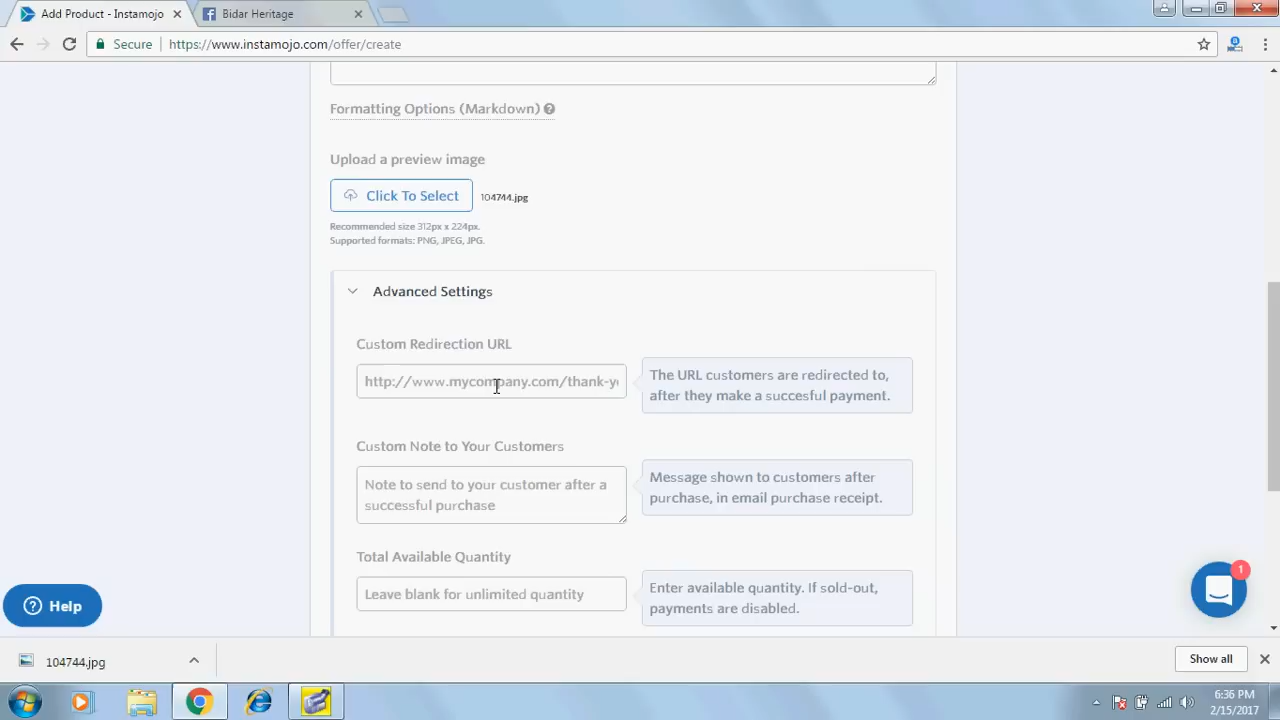 Add Product - Instamojo
Bidar Heritage
Secure
https://www.instamojo.com/offer/create
Formatting Options (Markdown)
Upload a preview image
Click To Select
104744.jpg
Recommended size 312px x 224px.
Supported formats: PNG, JPEG, JPG.
Advanced Settings
Custom Redirection URL
http://www.mycompany.com/thank-y
The URL customers are redirected to,
after they make a succesful payment.
Custom Note to Your Customers
Note to send to your customer after a
successful purchase
Message shown to customers after
purchase, in email purchase receipt.
Total Available Quantity
Leave blank for unlimited quantity
Enter available quantity. If sold-out,
payments are disabled.
Help
1
104744.jpg
Show all
6:36 PM
2/15/2017